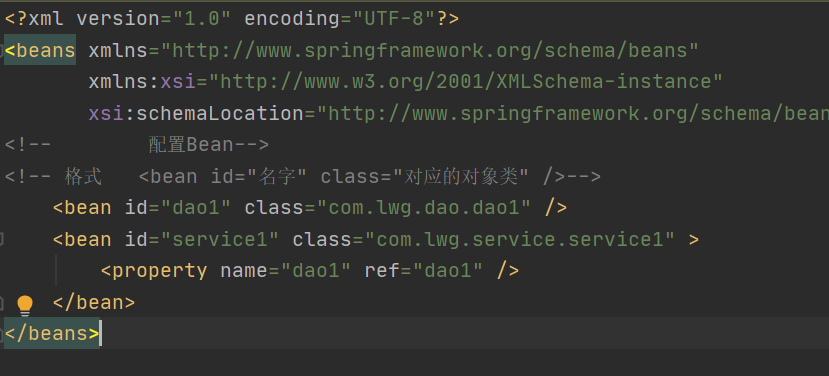 <?xml version="1.0" encoding="UTF-8"?>
<beans xmlns="http://www.springframework.org/schema/beans"
xmlns:xsi="http://www.w3.org/2001/XMLSchema-instance"
xsi:schemaLocation="http://www.springframework.org/schema/bean
<!--        配置Bean-->
<!-- 格式   <bean id="名字" class="对应的对象类" />-->
<bean id="dao1" class="com.lwg.dao.dao1" />
<bean id="service1" class="com.lwg.service.service1" >
<property name="dao1" ref="dao1" />
</bean>
</beans>